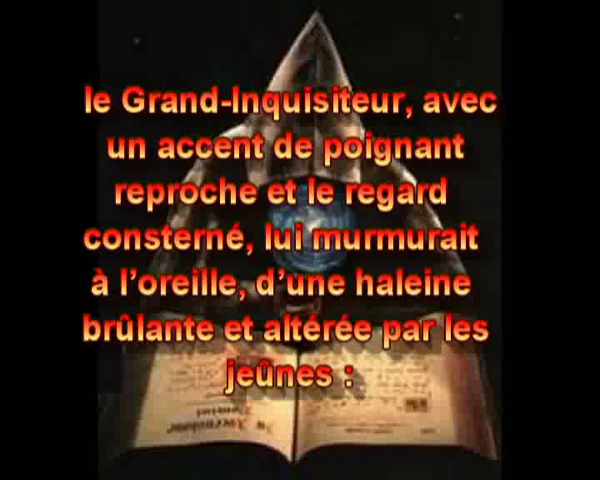 le Grand-Inquisiteur, avec
un accent de poignant
reproche et le regard
consterné, lui murmurait
à l’oreille, d’une haleine
brûlante et altérée par les
jeûnes :